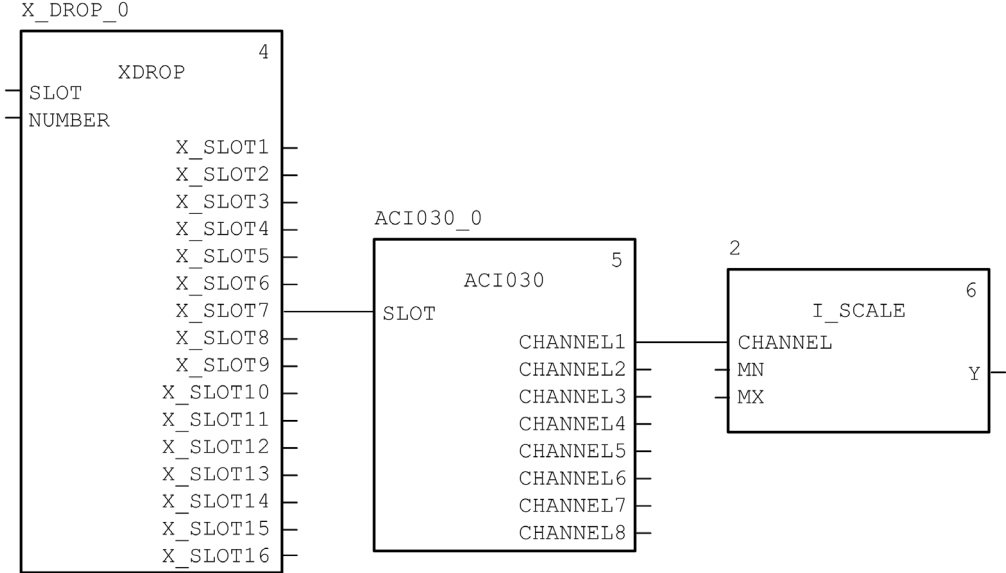 X_DROP_0
4
XDROP
SLOT
NUMBER
X_SLOT1
X_SLOT2
X_SLOT3
X_SLOT4
X_SLOT5
X_SLOT6
X_SLOT7
X_SLOT8
X_SLOT9
X_SLOT10
X_SLOT11
X_SLOT12
X_SLOT13
X_SLOT14
X_SLOT15
X_SLOT16
ACI030_0
5
ACI030
SLOT
CHANNEL1
CHANNEL2
CHANNEL3
CHANNEL4
CHANNEL5
CHANNEL6
CHANNEL7
CHANNEL8
2
6
I_SCALE
CHANNEL
MN
Y
MX